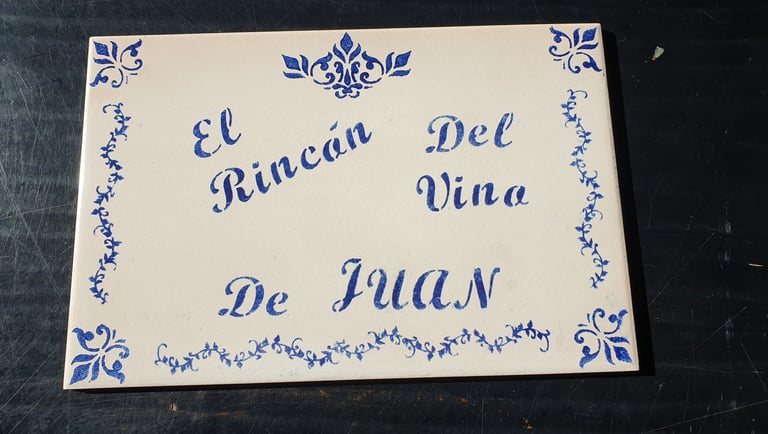 El
Rincón
Del
Vino
De JUAN